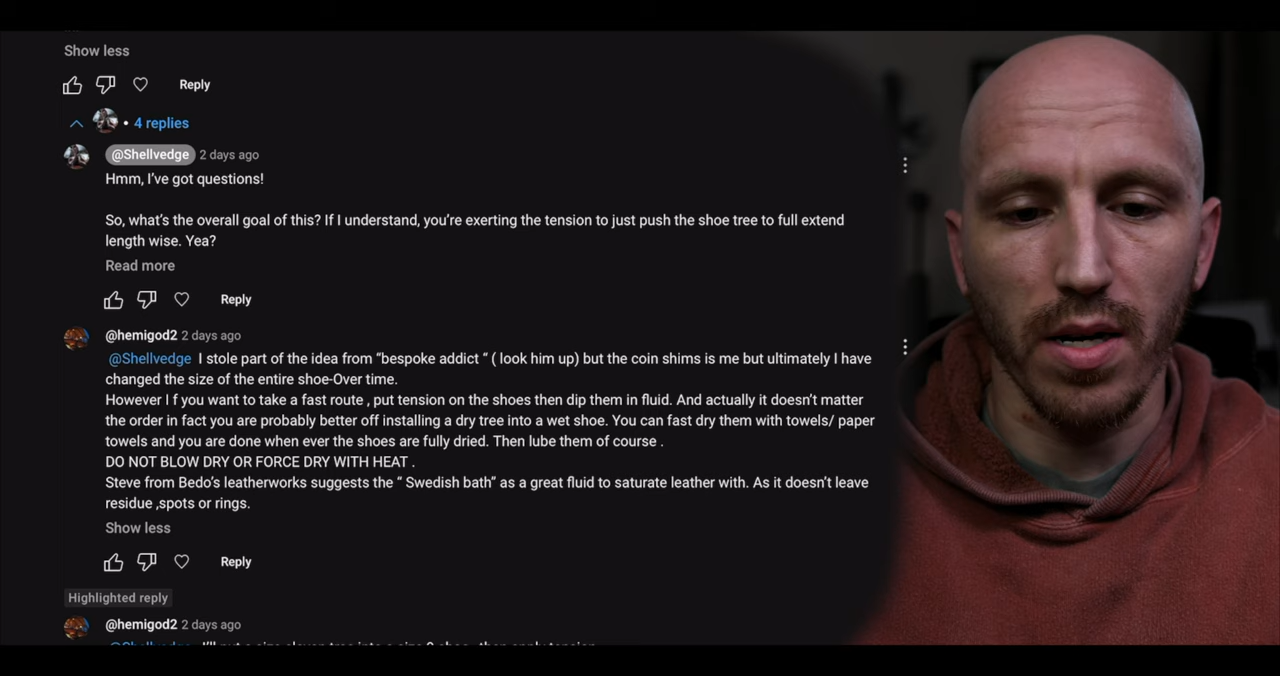 Show less
Reply
• 4 replies
@Shellvedge 2 days ago
Hmm, I've got questions!
So, what's the overall goal of this? If I understand, you're exerting the tension to just push the shoe tree to full extend
length wise. Yea?
Read more
Reply
@hemigod2 2 days ago
@Shellvedge I stole part of the idea from “bespoke addict “ ( look him up) but the coin shims is me but ultimately I have
changed the size of the entire shoe-Over time.
However I f you want to take a fast route , put tension on the shoes then dip them in fluid. And actually it doesn’t matter
the order in fact you are probably better off installing a dry tree into a wet shoe. You can fast dry them with towels/ paper
towels and you are done when ever the shoes are fully dried. Then lube them of course .
DO NOT BLOW DRY OR FORCE DRY WITH HEAT .
Steve from Bedo’s leatherworks suggests the “ Swedish bath” as a great fluid to saturate leather with. As it doesn’t leave
residue ,spots or rings.
Show less
Reply
Highlighted reply
@hemigod2 2 days ago